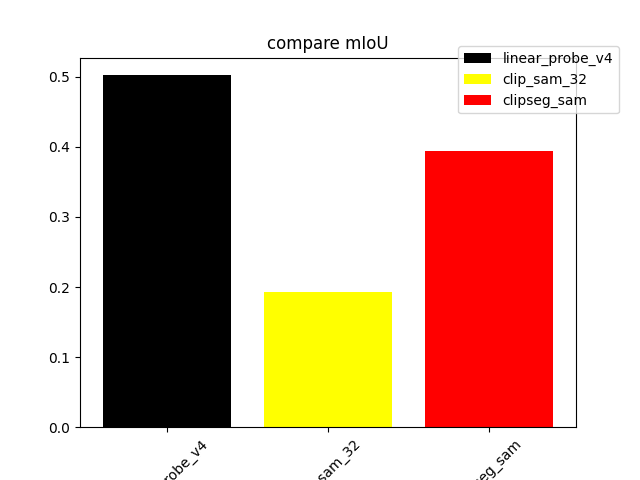 compare mIoU
linear_probe_v4
clip_sam_32
clipseg_sam
0.5
0.4
0.3
0.2
0.1
0.0
robe_v4
sam_32
eg_sam